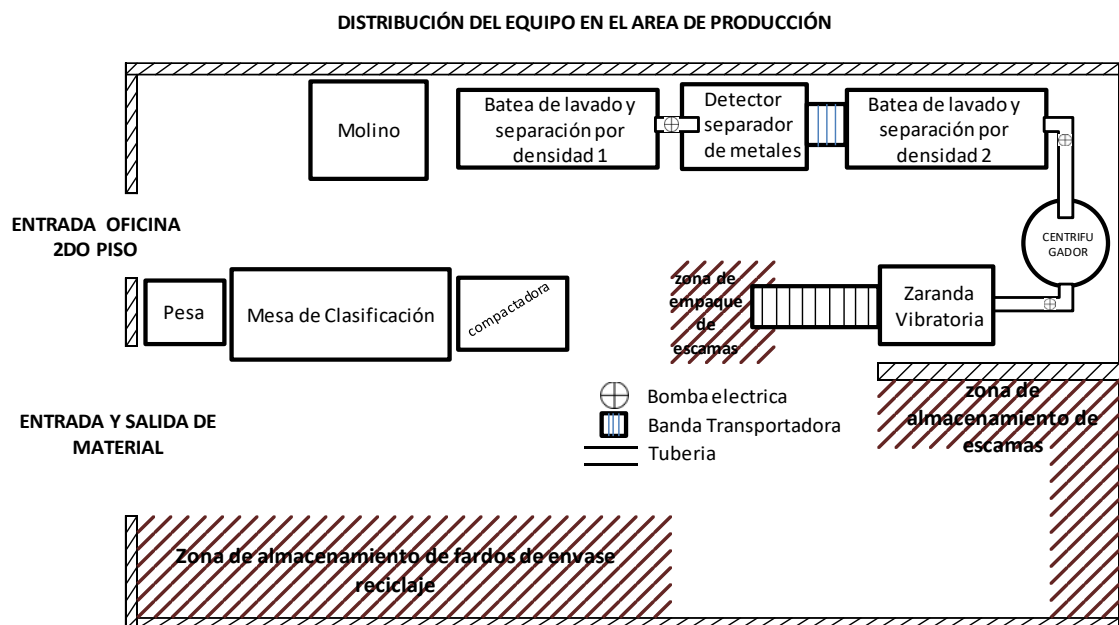 DISTRIBUCIÓN DEL EQUIPO EN EL AREA DE PRODUCCIÓN
Molino
Batea de lavado y
separación por
densidad 1
Detector
separador
de metales
Batea de lavado y
separación por
densidad 2
ENTRADA OFICINA
2DO PISO
CENTRIFU
GADOR
Pesa
Mesa de Clasificación
compactadora
zona de
empaque
de
escamas
Zaranda
Vibratoria
ENTRADA Y SALIDA DE
MATERIAL
Bomba electrica
Banda Transportadora
Tuberia
zona de
almacenamiento de
escamas
Zona de almacenamiento de fardos de envase
reciclaje